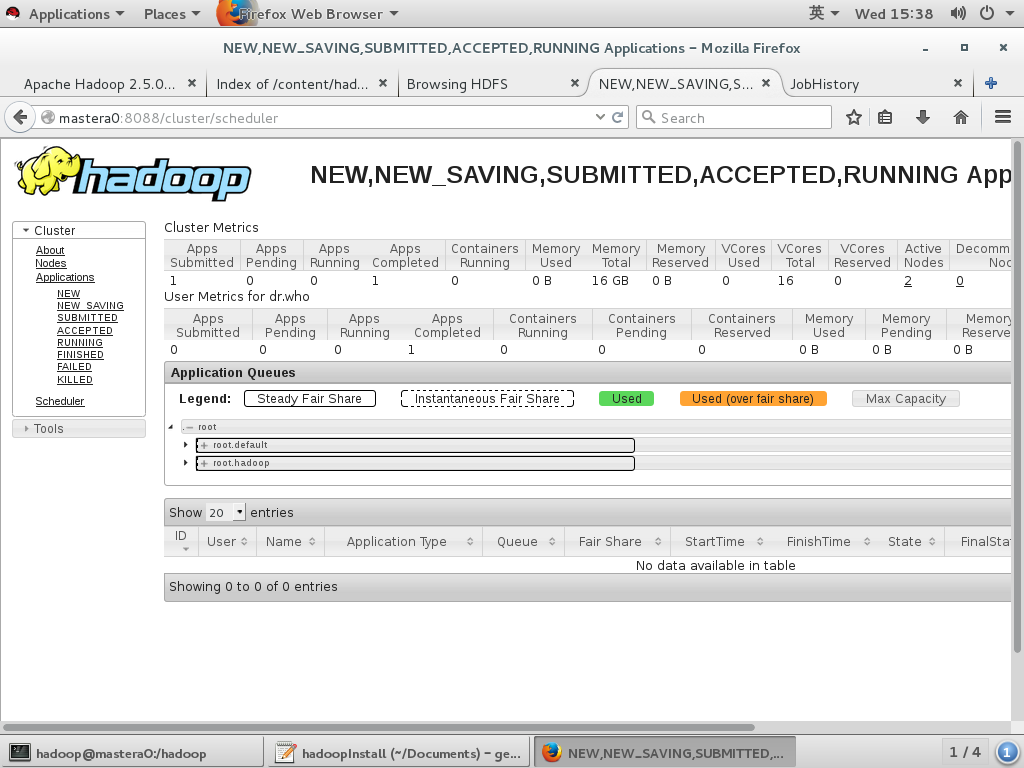 Applications Places Firefox Web Browser 英 Wed 15:38
NEW,NEW_SAVING,SUBMITTED,ACCEPTED,RUNNING Applications – Mozilla Firefox
Apache Hadoop 2.5.0... Index of /content/had... Browsing HDFS NEW,NEW_SAVING,S... JobHistory
mastera0:8088/cluster/scheduler Search
hadoop NEW,NEW_SAVING,SUBMITTED,ACCEPTED,RUNNING App
Cluster
About
Nodes
Applications
NEW
NEW_SAVING
SUBMITTED
ACCEPTED
RUNNING
FINISHED
FAILED
KILLED
Scheduler
Tools
Cluster Metrics
Apps Submitted Apps Pending Apps Running Apps Completed Containers Running Memory Used Memory Total Memory Reserved VCores Used VCores Total VCores Reserved Active Nodes Decomm Noc
1 0 0 1 0 0 B 16 GB 0 B 0 16 0 2 0
User Metrics for dr.who
Apps Submitted Apps Pending Apps Running Apps Completed Containers Running Containers Pending Containers Reserved Memory Used Memory Pending Memory Reserve
0 0 0 1 0 0 0 0 B 0 B 0 B
Application Queues
Legend: Steady Fair Share Instantaneous Fair Share Used Used (over fair share) Max Capacity
root
root.default
root.hadoop
Show 20 entries
ID User Name Application Type Queue Fair Share StartTime FinishTime State FinalSta
No data available in table
Showing 0 to 0 of 0 entries
hadoop@mastera0:/hadoop hadoopInstall (~/Documents) – ge... NEW,NEW_SAVING,SUBMITTED,... 1 / 4 1